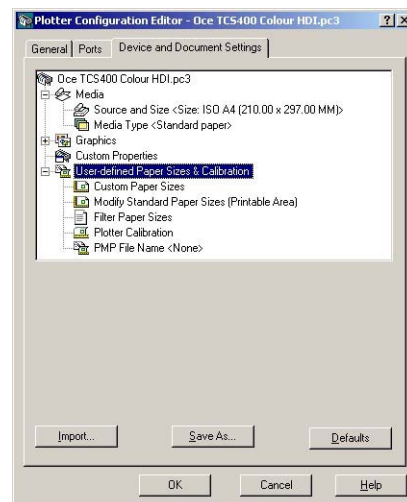 Plotter Configuration Editor - Oce TCS400 Colour HDI.pc3
General Ports Device and Document Settings
Oce TCS400 Colour HDI.pc3
Media
Source and Size <Size: ISO A4 (210.00 x 297.00 MM)>
Media Type <Standard paper>
Graphics
Custom Properties
User-defined Paper Sizes & Calibration
Custom Paper Sizes
Modify Standard Paper Sizes (Printable Area)
Filter Paper Sizes
Plotter Calibration
PMP File Name <None>
Import... Save As... Defaults
OK Cancel Help